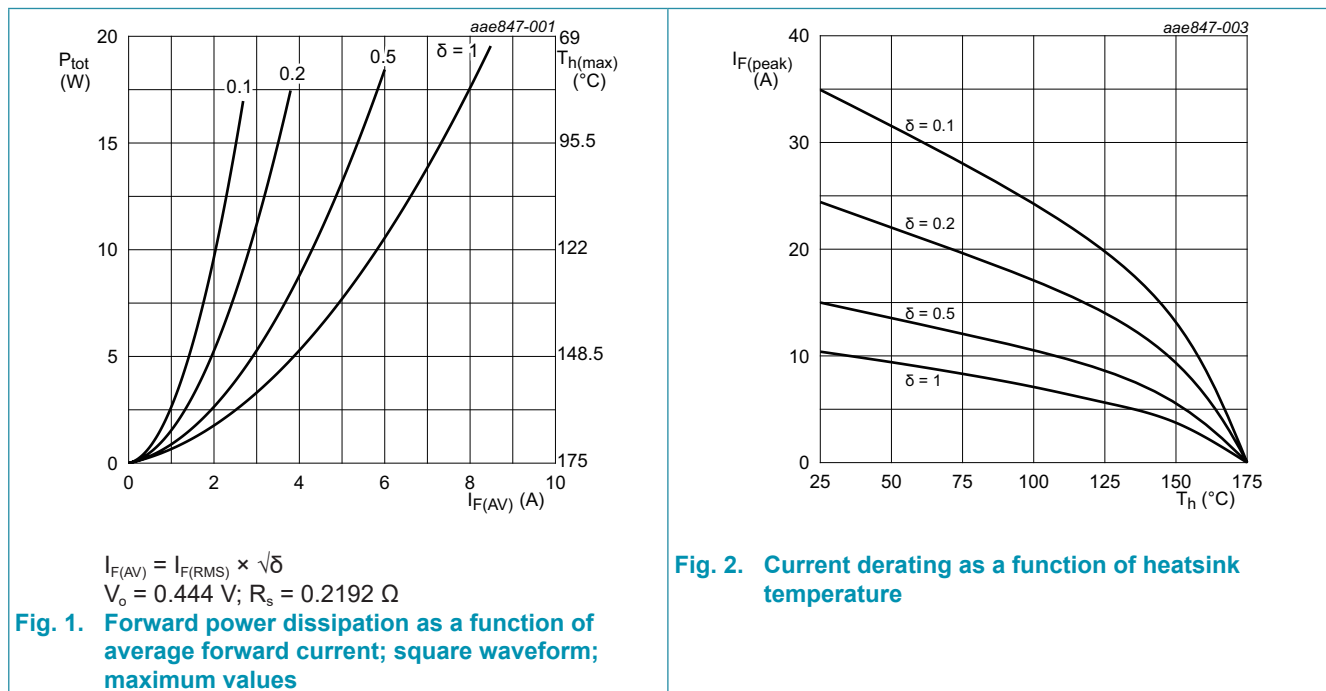 aae847-001
P_tot
(W)
20
15
10
5
0
0.1
0.2
0.5
δ = 1
69
T_h(max)
(°C)
95.5
122
148.5
175
0 2 4 6 8 10
I_F(AV) (A)
I_F(AV) = I_F(RMS) × √δ
V_o = 0.444 V; R_s = 0.2192 Ω
Fig. 1. Forward power dissipation as a function of
average forward current; square waveform;
maximum values
aae847-003
I_F(peak)
(A)
40
30
20
10
0
δ = 0.1
δ = 0.2
δ = 0.5
δ = 1
25 50 75 100 125 150 175
T_h (°C)
Fig. 2. Current derating as a function of heatsink
temperature